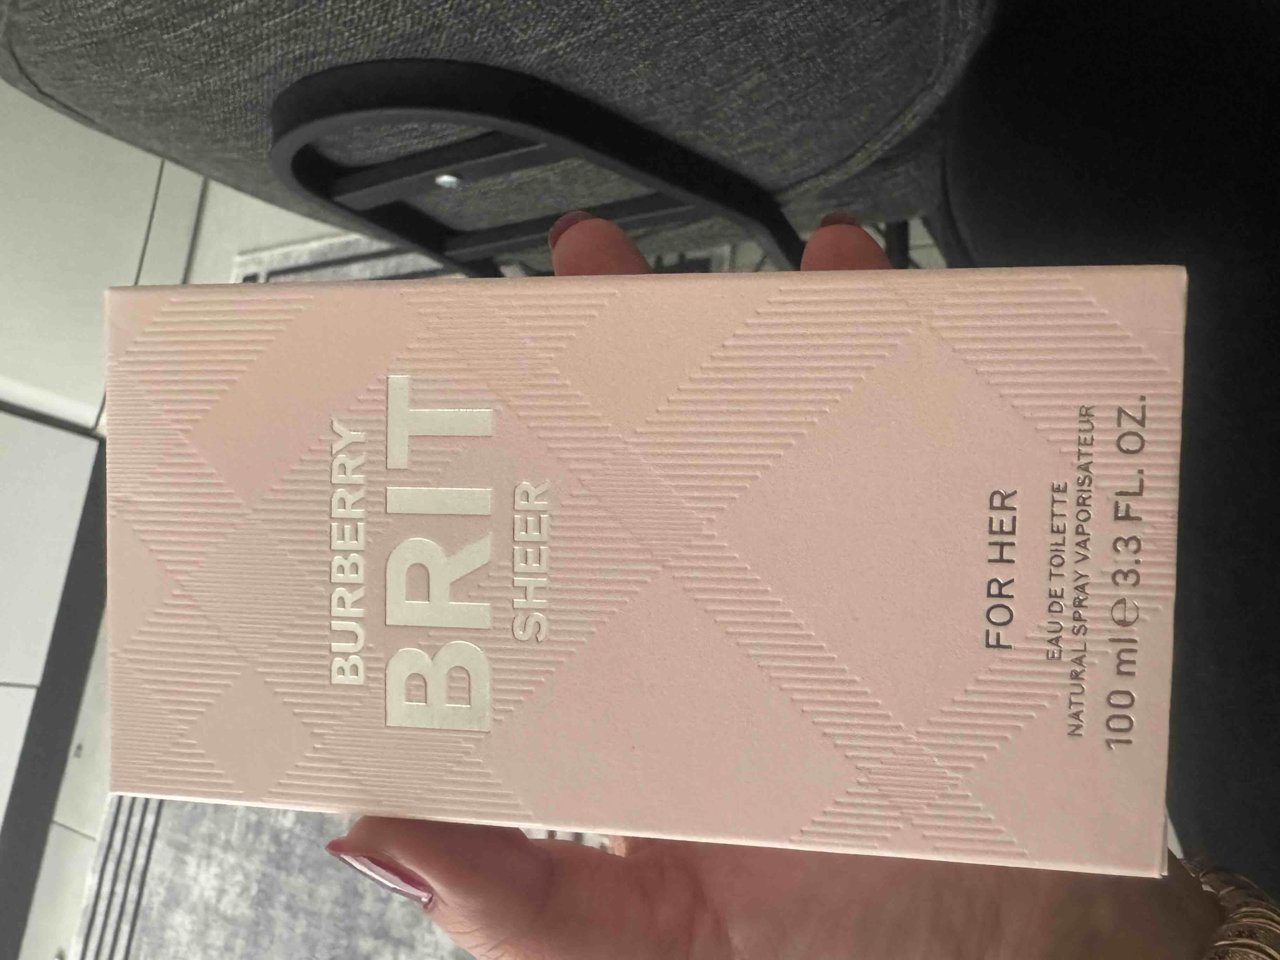 BURBERRY
BRIT
SHEER
FOR HER
EAU DE TOILETTE
NATURAL SPRAY VAPORISATEUR
100 ml ℮ 3.3 FL. OZ.